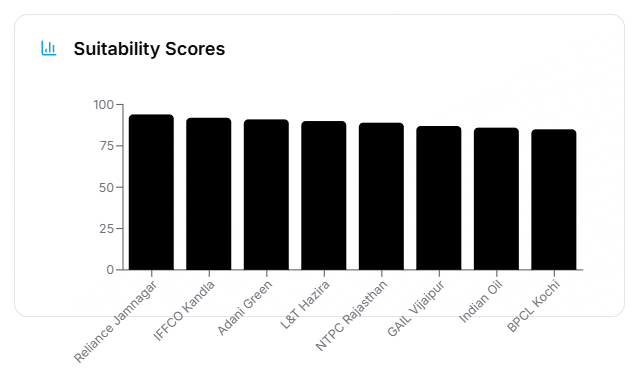 Suitability Scores
100
75
50
25
0
Reliance Jamnagar
IFFCO Kandla
Adani Green
L&T Hazira
NTPC Rajasthan
GAIL Vijaipur
Indian Oil
BPCL Kochi